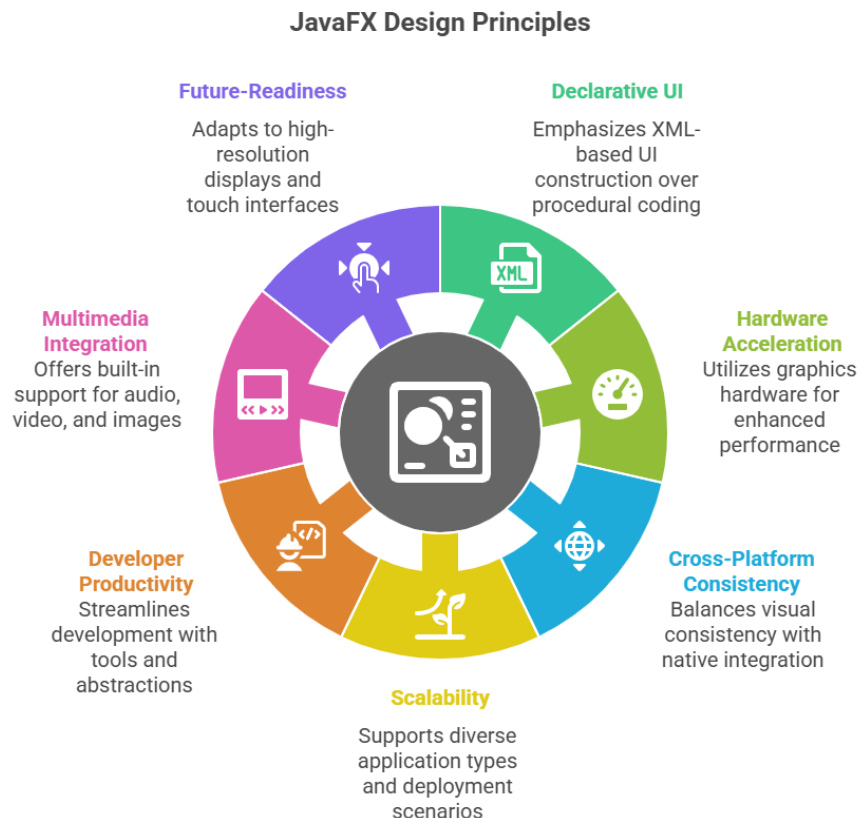 JavaFX Design Principles
Future-Readiness
Adapts to high-
resolution
displays and
touch interfaces
Declarative UI
Emphasizes XML-
based UI
construction over
procedural coding
XML
Multimedia
Integration
Offers built-in
support for audio,
video, and images
Hardware
Acceleration
Utilizes graphics
hardware for
enhanced
performance
Developer
Productivity
Streamlines
development with
tools and
abstractions
Cross-Platform
Consistency
Balances visual
consistency with
native integration
Scalability
Supports diverse
application types
and deployment
scenarios